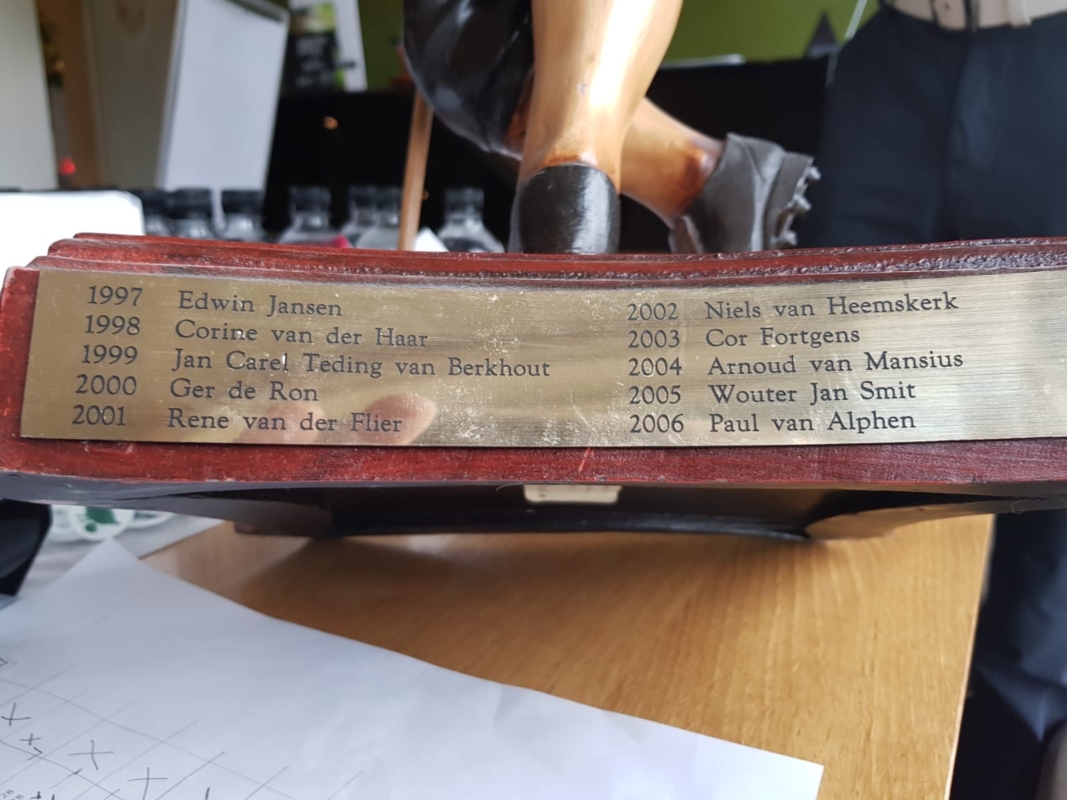 1997 Edwin Jansen
1998 Corine van der Haar
1999 Jan Carel Teding van Berkhout
2000 Ger de Ron
2001 Rene van der Flier
2002 Niels van Heemskerk
2003 Cor Fortgens
2004 Arnoud van Mansius
2005 Wouter Jan Smit
2006 Paul van Alphen